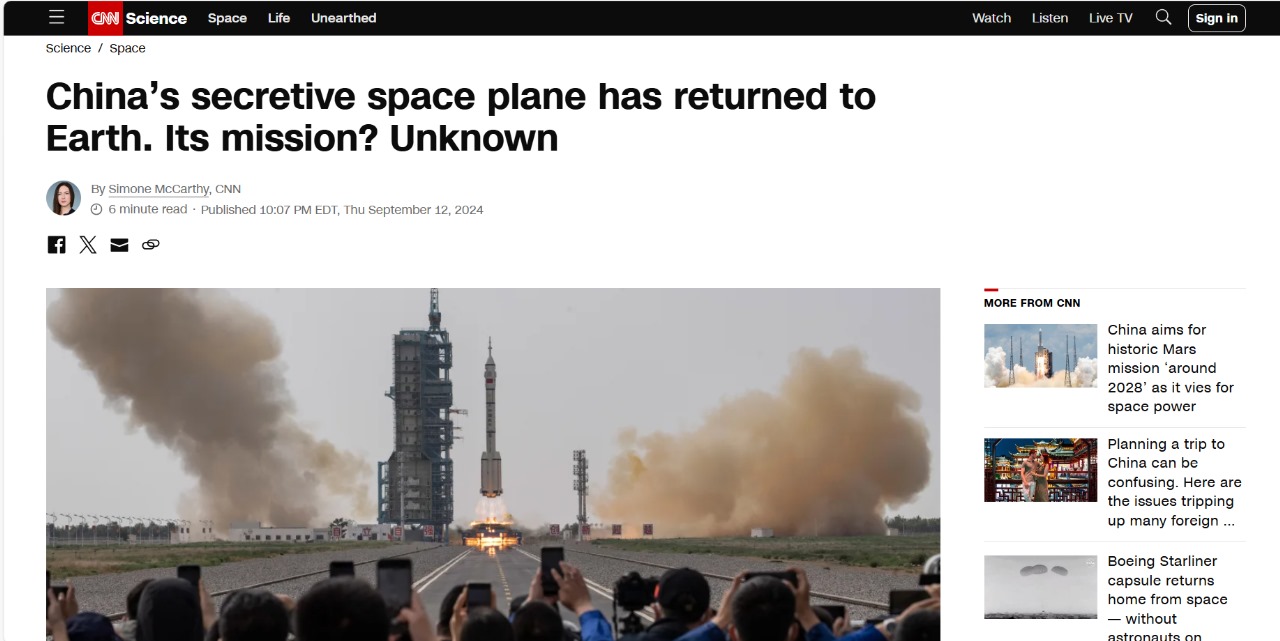 CNN Science Space Life Unearthed Watch Listen Live TV Sign in
Science / Space
China’s secretive space plane has returned to
Earth. Its mission? Unknown
By Simone McCarthy, CNN
6 minute read · Published 10:07 PM EDT, Thu September 12, 2024
MORE FROM CNN
China aims for
historic Mars
mission ‘around
2028’ as it vies for
space power
Planning a trip to
China can be
confusing. Here are
the issues tripping
up many foreign ...
Boeing Starliner
capsule returns
home from space
— without
astronauts on